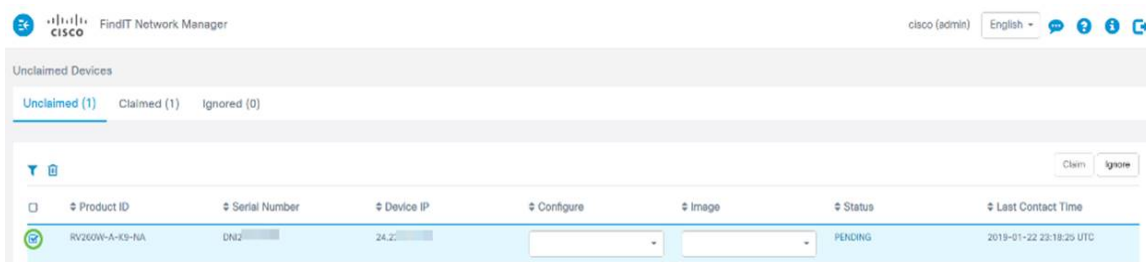 cisco FindIT Network Manager cisco (admin) English
Unclaimed Devices
Unclaimed (1) Claimed (1) Ignored (0)
Claim Ignore
Product ID Serial Number Device IP Configure Image Status Last Contact Time
RV260W-A-K9-NA DNI2 24.2 PENDING 2019-01-22 23:18:25 UTC